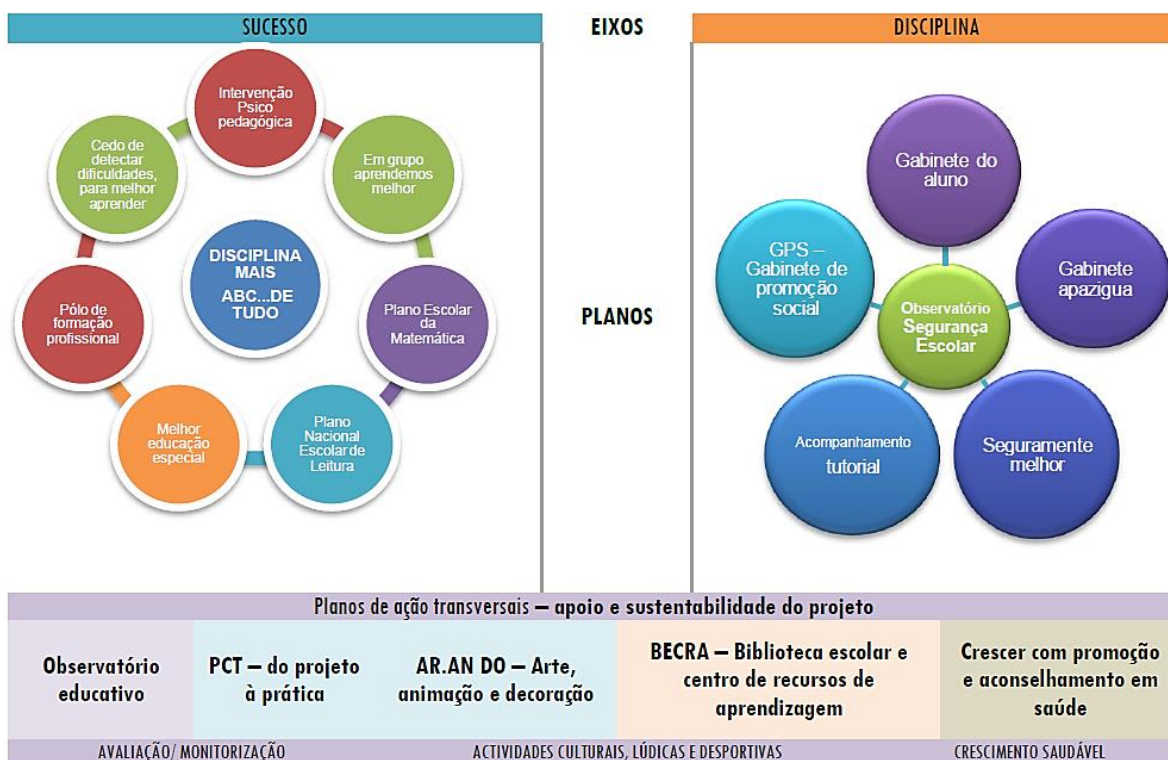 SUCESSO
EIXOS
DISCIPLINA
Intervenção
Psico
pedagógica
Cedo de
detectar
dificuldades,
para melhor
aprender
Em grupo
aprendemos
melhor
DISCIPLINA
MAIS
ABC...DE
TUDO
Pólo de
formação
profissional
Plano Escolar
da
Matemática
Melhor
educação
especial
Plano
Nacional
Escolar de
Leitura
PLANOS
Gabinete do
aluno
GPS –
Gabinete de
promoção
social
Gabinete
apazigua
Observatório
Segurança
Escolar
Acompanhamento
tutorial
Seguramente
melhor
Planos de ação transversais – apoio e sustentabilidade do projeto
Observatório
educativo
PCT – do projeto
à prática
AR.AN DO – Arte,
animação e decoração
BECRA – Biblioteca escolar e
centro de recursos de
aprendizagem
Crescer com promoção
e aconselhamento em
saúde
AVALIAÇÃO/ MONITORIZAÇÃO
ACTIVIDADES CULTURAIS, LÚDICAS E DESPORTIVAS
CRESCIMENTO SAUDÁVEL